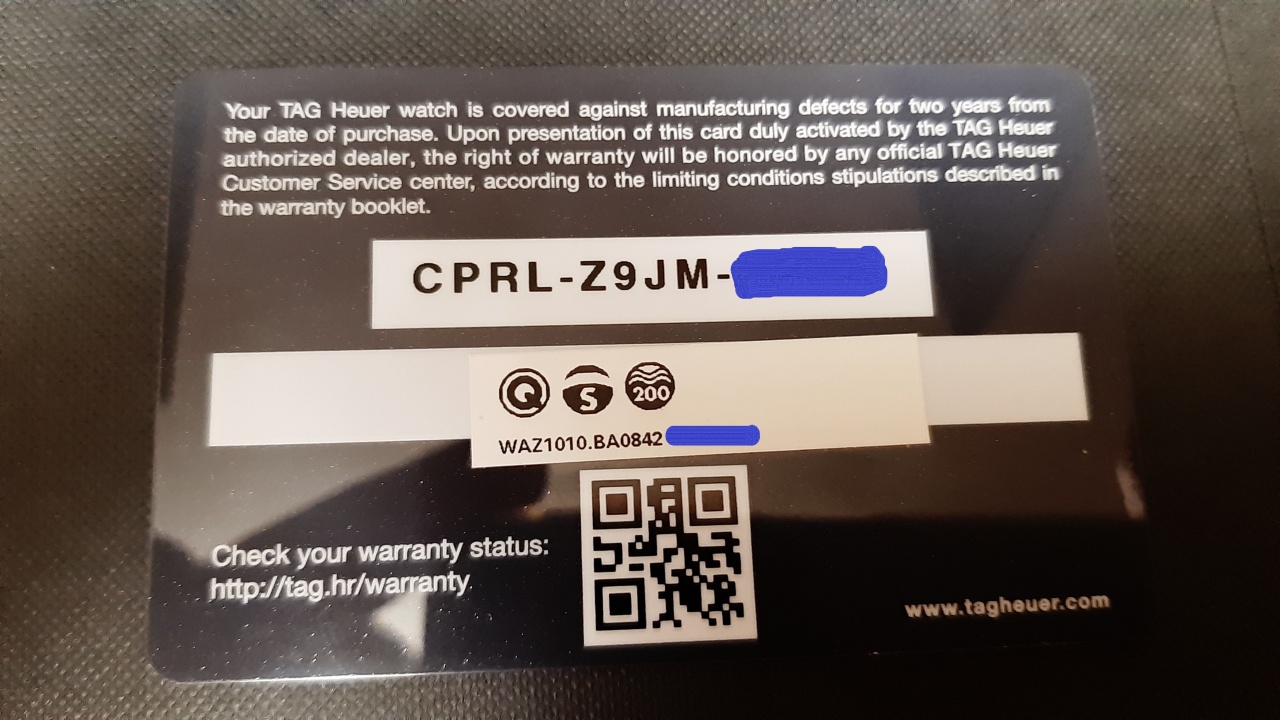 Your TAG Heuer watch is covered against manufacturing defects for two years from
the date of purchase. Upon presentation of this card duly activated by the TAG Heuer
authorized dealer, the right of warranty will be honored by any official TAG Heuer
Customer Service center, according to the limiting conditions stipulations described in
the warranty booklet.
CPRL-Z9JM-
Q S 200
WAZ1010.BA0842
Check your warranty status:
http://tag.hr/warranty
www.tagheuer.com